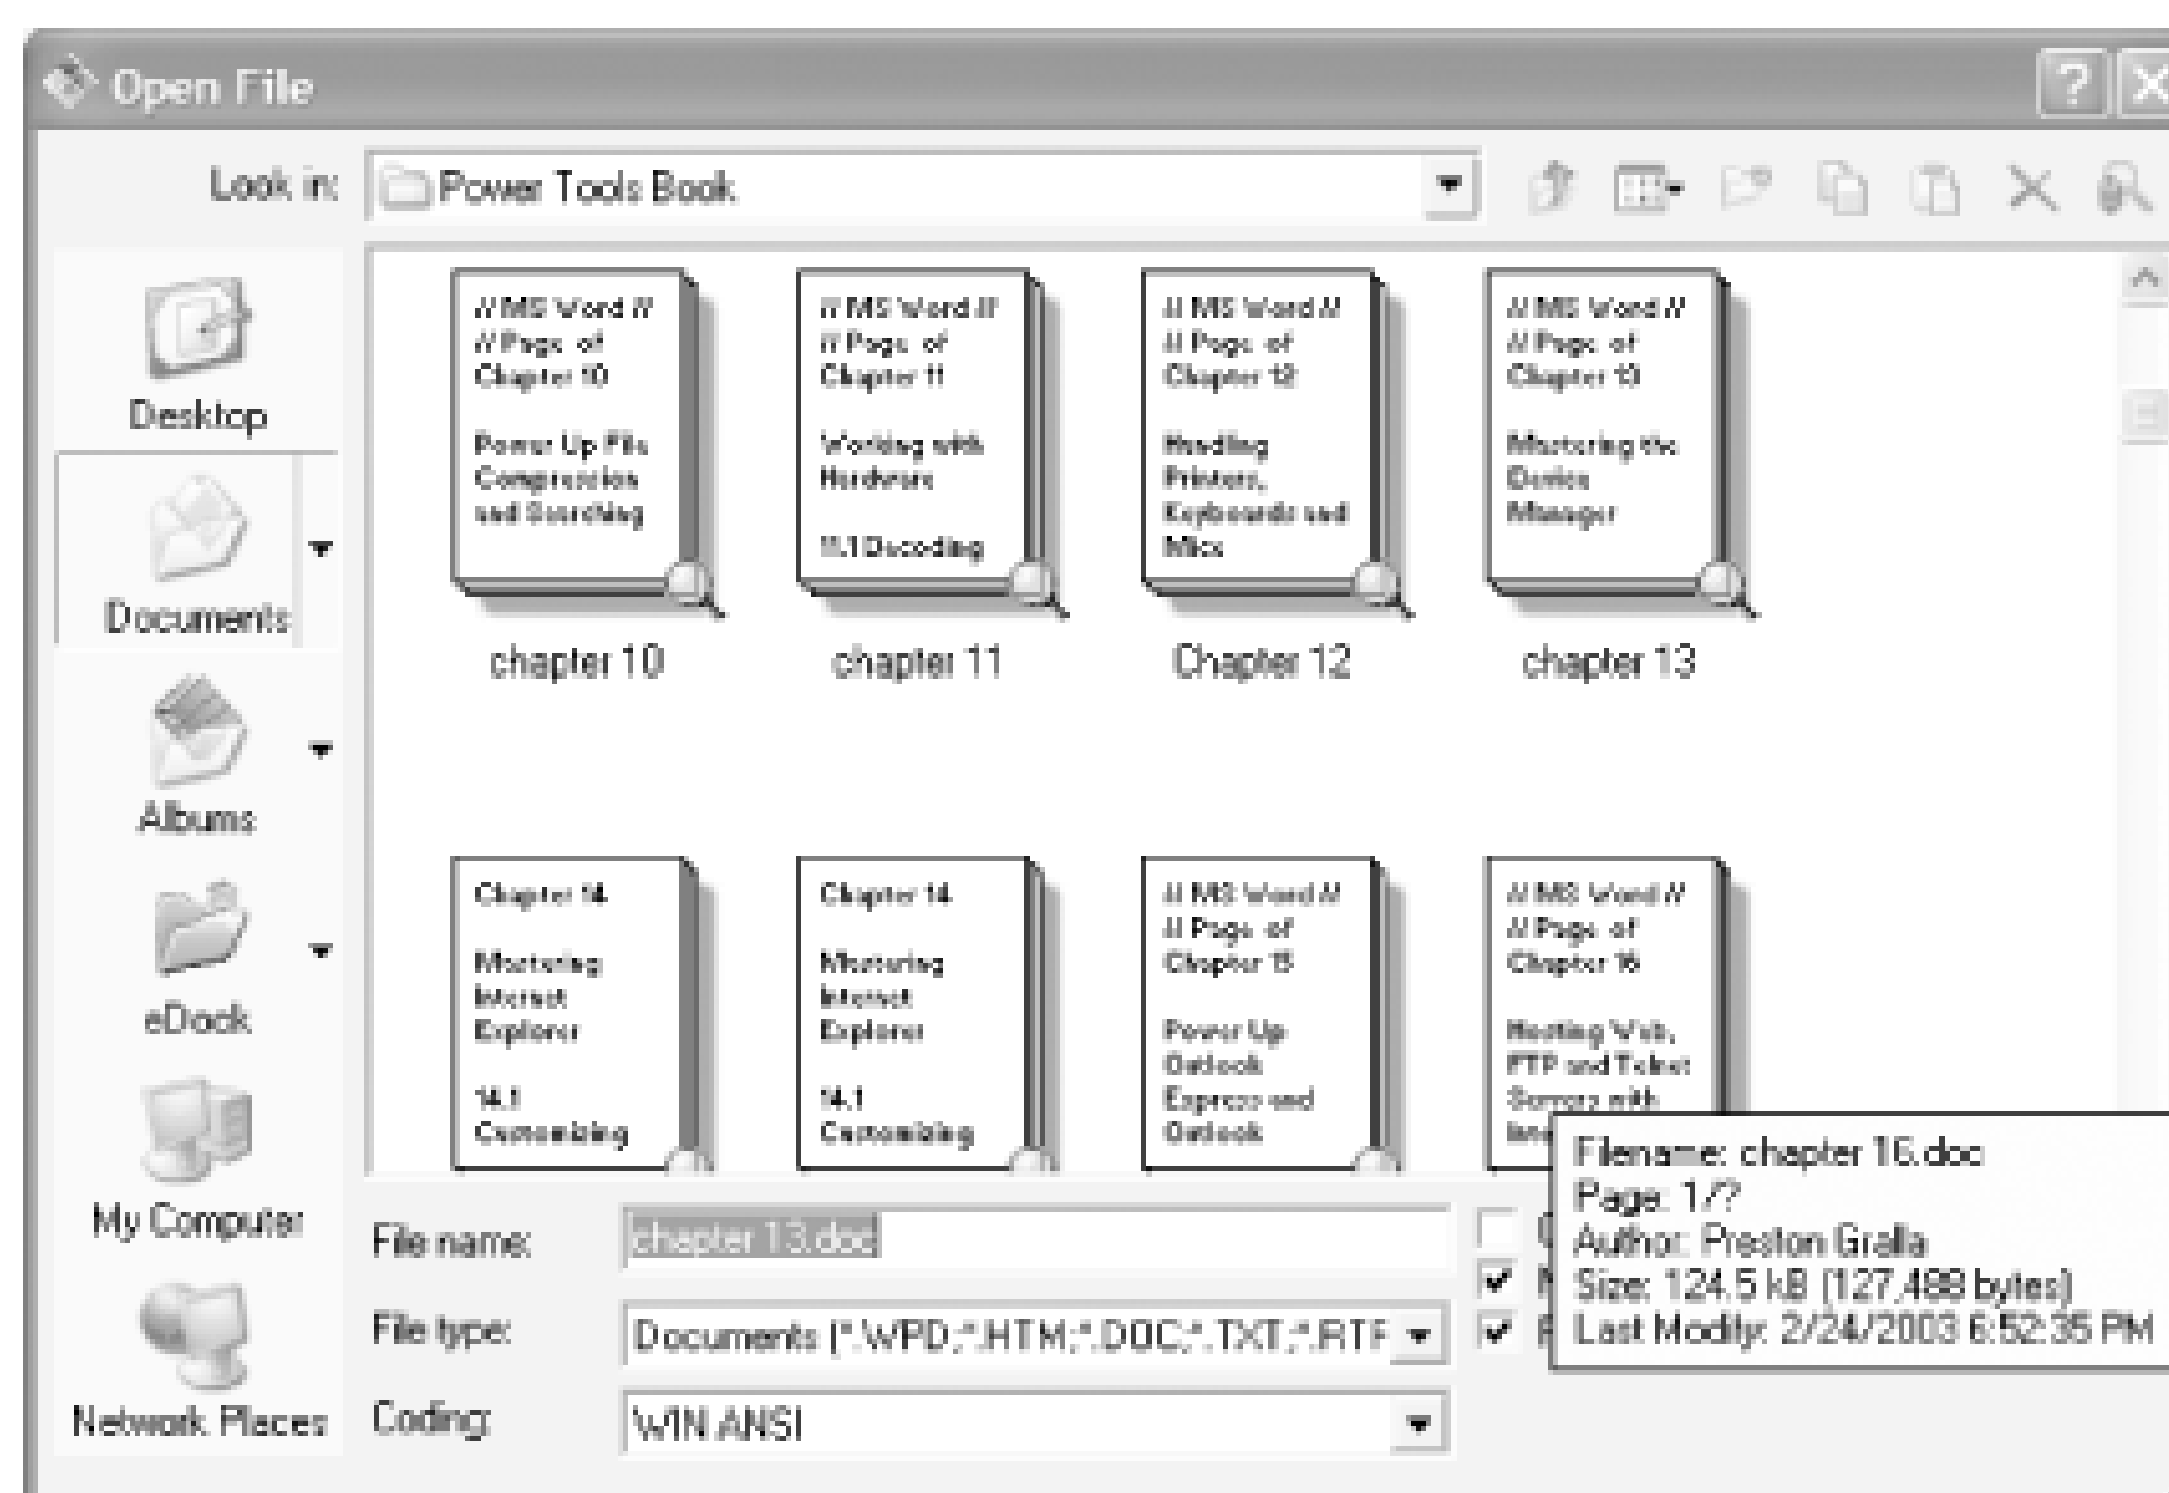 Open File
Look in:
Power Tools Book
Desktop
Documents
Albums
eDock
My Computer
Network Places
// MS Word //
// Page of
Chapter 10
Power Up File
Compression
and Searching
chapter 10
// MS Word //
// Page of
Chapter 11
Working with
Hardware
11.1 Decoding
chapter 11
// MS Word //
// Page of
Chapter 12
Handling
Printers,
Keyboards and
Mice
Chapter 12
// MS Word //
// Page of
Chapter 13
Mastering the
Device
Manager
chapter 13
Chapter 14
Mastering
Internet
Explorer
14.1
Customizing
Chapter 14
Mastering
Internet
Explorer
14.1
Customizing
// MS Word //
// Page of
Chapter 15
Power Up
Outlook
Express and
Outlook
// MS Word //
// Page of
Chapter 16
Hosting Web,
FTP and Telnet
Servers with
Filename: chapter 16.doc
Page: 1/?
Author: Preston Gralla
Size: 124.5 kB (127,488 bytes)
Last Modify: 2/24/2003 6:52:35 PM
File name:
chapter 13.doc
File type:
Documents (*.WPD;*.HTM;*.DOC;*.TXT;*.RTF
Coding:
WIN ANSI